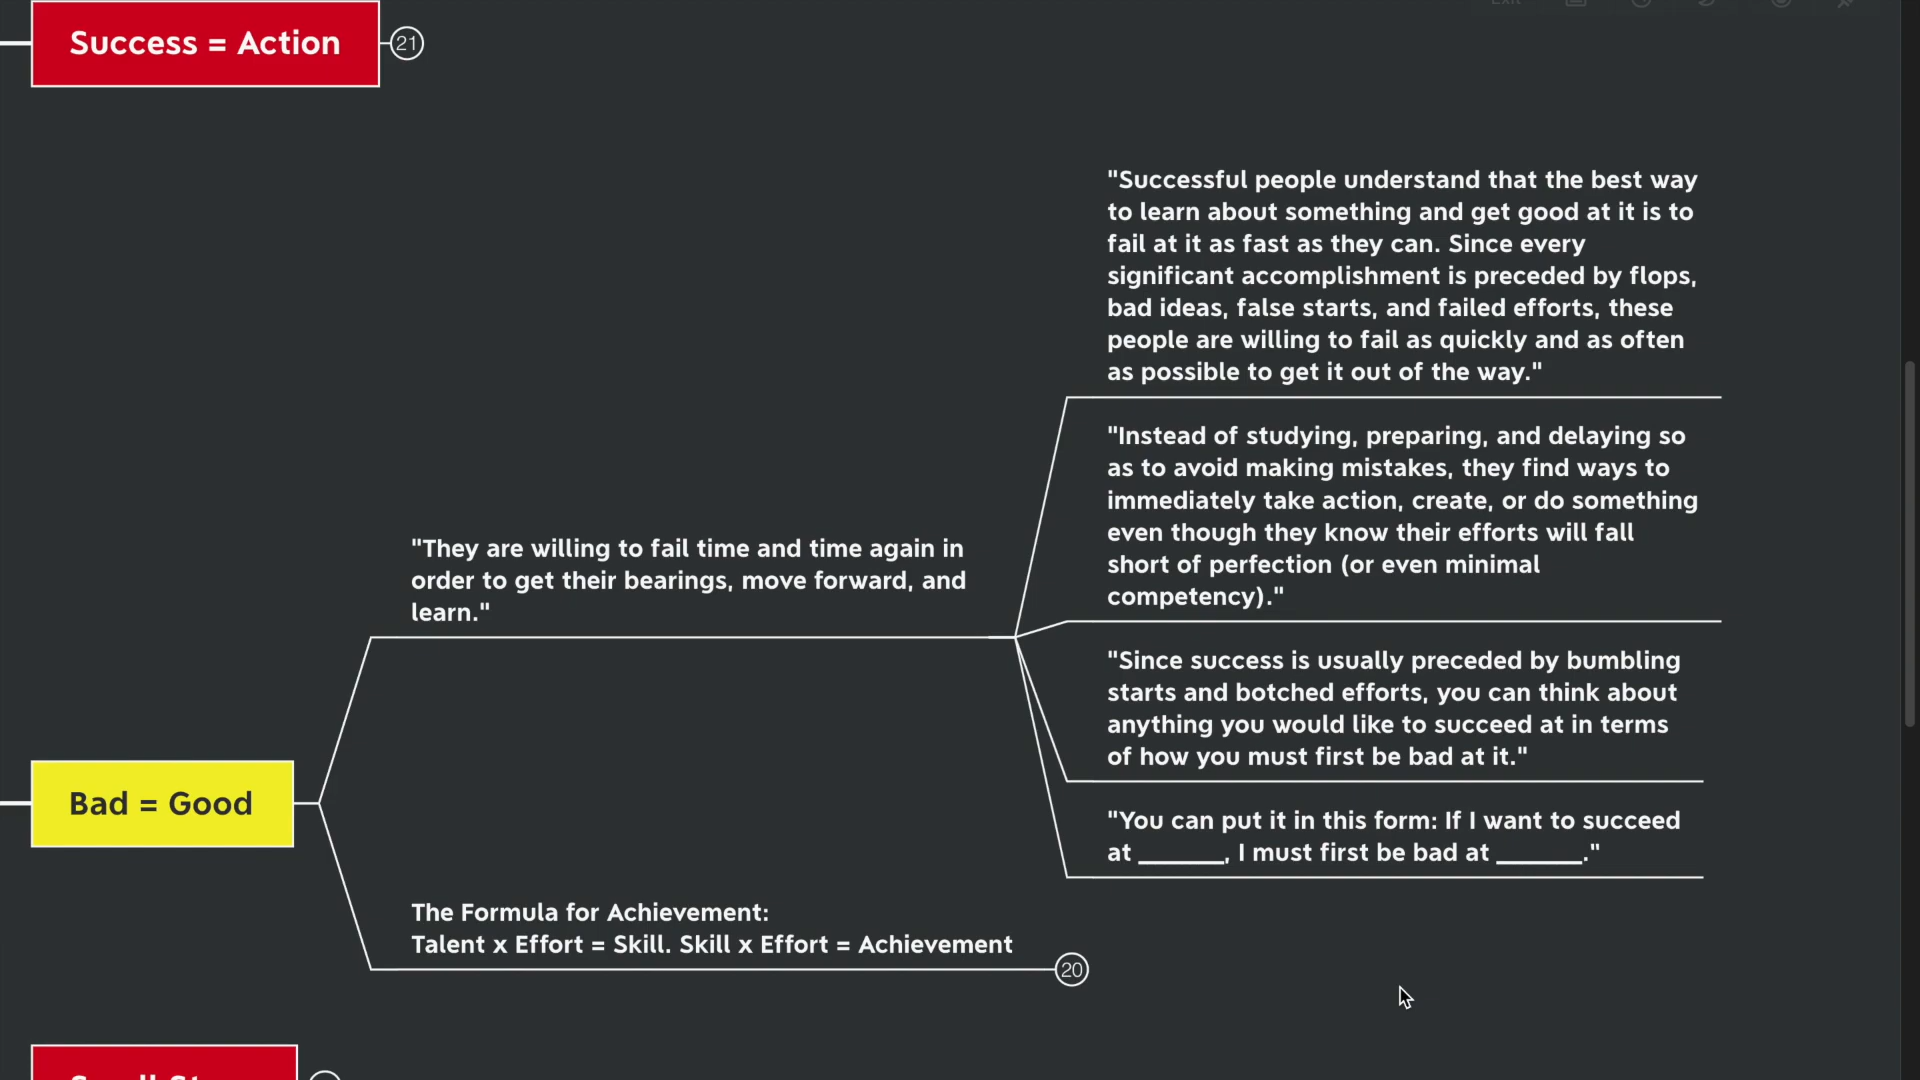 Success = Action
21
"Successful people understand that the best way
to learn about something and get good at it is to
fail at it as fast as they can. Since every
significant accomplishment is preceded by flops,
bad ideas, false starts, and failed efforts, these
people are willing to fail as quickly and as often
as possible to get it out of the way."
"Instead of studying, preparing, and delaying so
as to avoid making mistakes, they find ways to
immediately take action, create, or do something
even though they know their efforts will fall
short of perfection (or even minimal
competency)."
"They are willing to fail time and time again in
order to get their bearings, move forward, and
learn."
"Since success is usually preceded by bumbling
starts and botched efforts, you can think about
anything you would like to succeed at in terms
of how you must first be bad at it."
Bad = Good
"You can put it in this form: If I want to succeed
at ______, I must first be bad at ______."
The Formula for Achievement:
Talent x Effort = Skill. Skill x Effort = Achievement
20